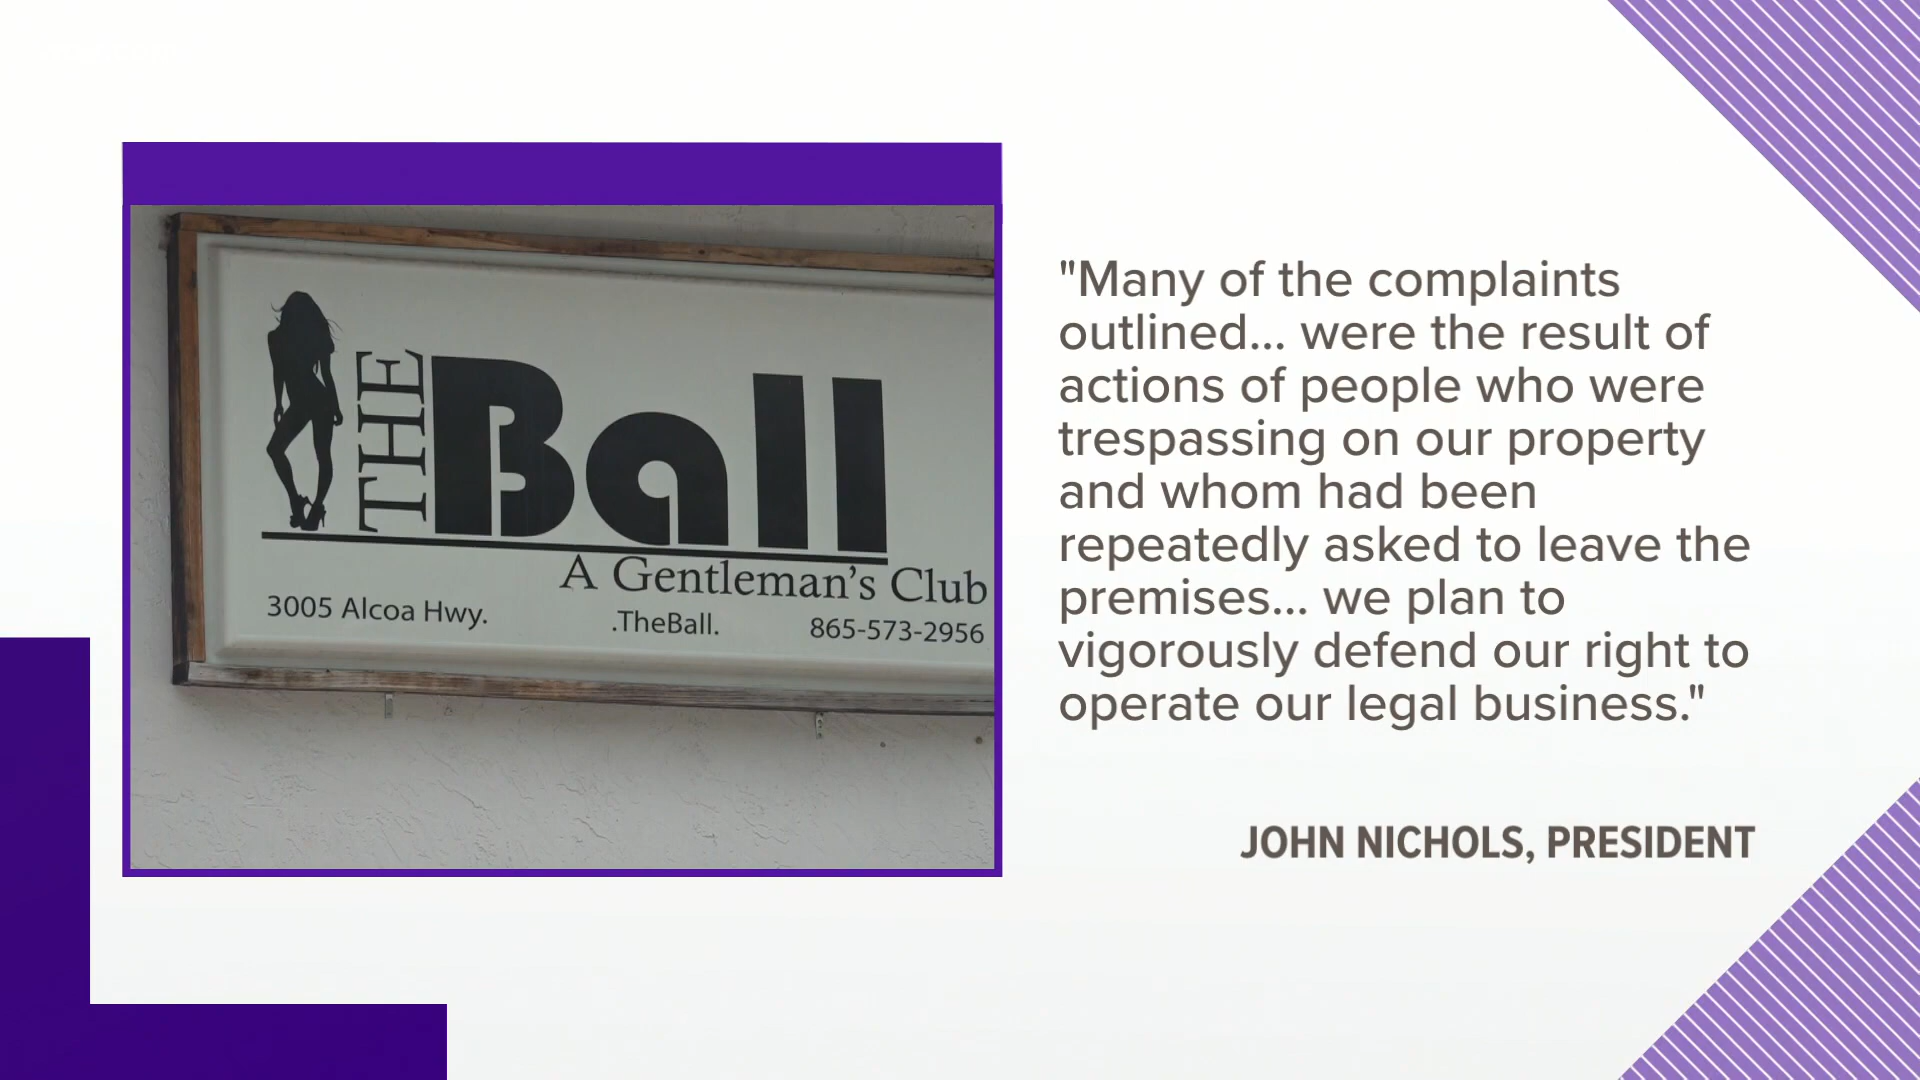 THE Ball
A Gentleman's Club
3005 Alcoa Hwy. .TheBall. 865-573-2956
"Many of the complaints
outlined... were the result of
actions of people who were
trespassing on our property
and whom had been
repeatedly asked to leave the
premises... we plan to
vigorously defend our right to
operate our legal business."
JOHN NICHOLS, PRESIDENT